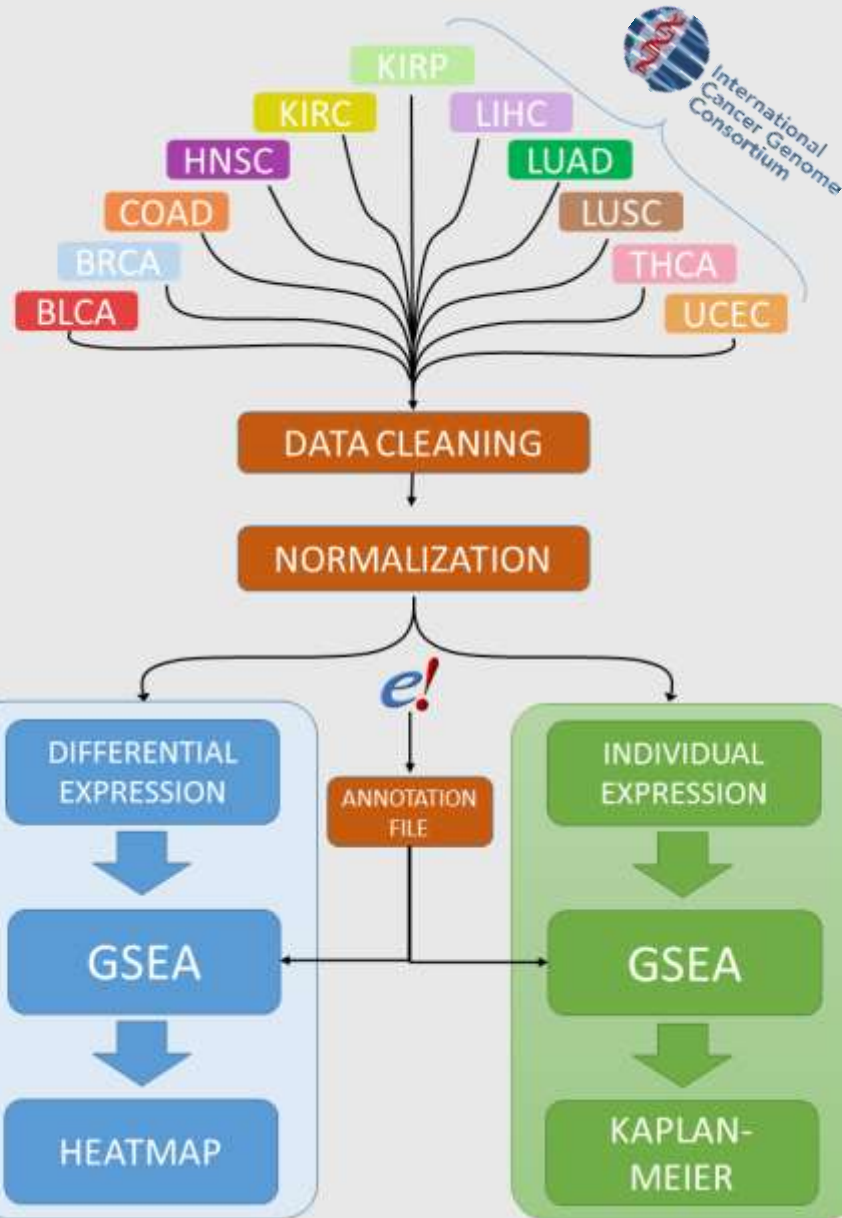 KIRP
KIRC
LIHC
HNSC
LUAD
COAD
LUSC
BRCA
THCA
BLCA
UCEC
International
Cancer Genome
Consortium
DATA CLEANING
NORMALIZATION
e!
DIFFERENTIAL
EXPRESSION
ANNOTATION
FILE
INDIVIDUAL
EXPRESSION
GSEA
GSEA
HEATMAP
KAPLAN-
MEIER